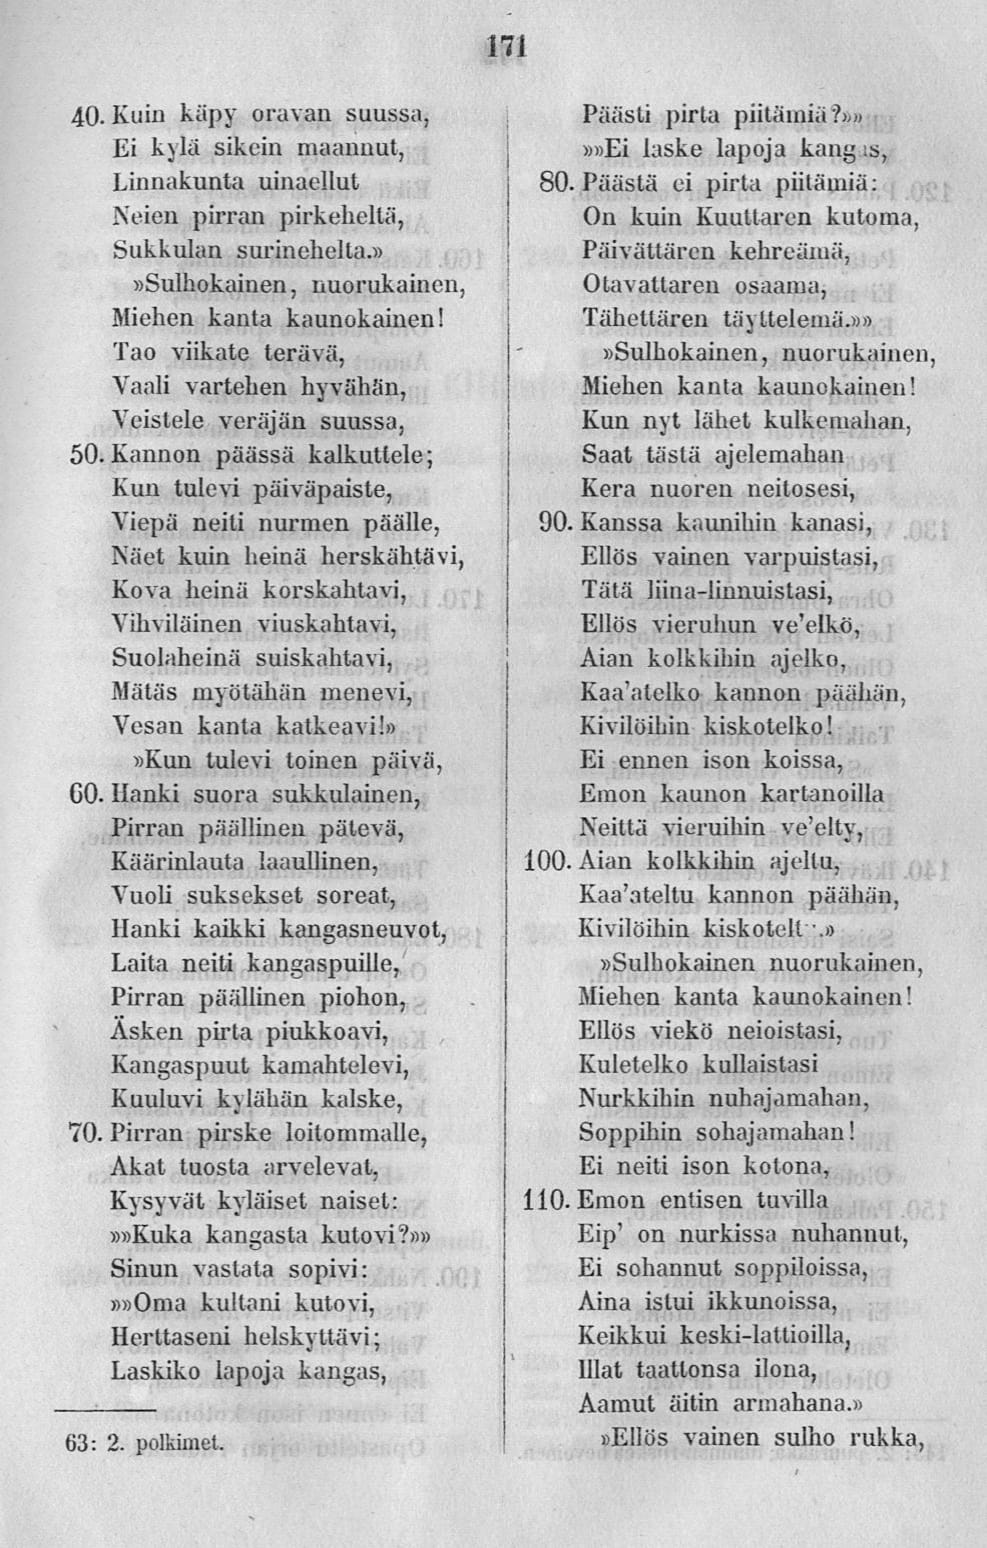 171
40. Kuin käpy oravan suussa,
Ei kylä sikein maannut,
Linnakunta uinaellut
Neien pirran pirkeheltä,
Sukkulan surinehelta.»
»Sulhokainen, nuorukainen,
Miehen kanta kaunokainen!
Tao viikate terävä,
Vaali vartehen hyvähän,
Veistele veräjän suussa,
50. Kannon päässä kalkuttele;
Kun tulevi päiväpaiste,
Viepä neiti nurmen päälle,
Näet kuin heinä herskähtävi,
Kova heinä korskahtavi,
Vihviläinen viuskahtavi,
Suolaheinä suiskahtavi,
Mätäs myötähän menevi,
Vesan kanta katkeavi!»
»Kun tulevi toinen päivä,
60. Hanki suora sukkulainen,
Pirran päällinen pätevä,
Käärinlauta laaullinen,
Vuoli suksekset soreat,
Hanki kaikki kangasneuvot,
Laita neiti kangaspuille,
Pirran päällinen piohon,
Äsken pirta piukkoavi,
Kangaspuut kamahtelevi,
Kuuluvi kylähän kalske,
70. Pirran pirske loitommalle,
Akat tuosta arvelevat,
Kysyvät kyläiset naiset:
»»Kuka kangasta kutovi?»»
Sinun vastata sopivi:
»»Oma kultani kutovi,
Herttaseni helskyttävi;
Laskiko lapoja kangas,
63: 2. polkimet.
Päästi pirta piitämiä?»»
»»Ei laske lapoja kangas,
80. Päästä ei pirta piitämiä:
On kuin Kuuttaren kutoma,
Päivättären kehreämä,
Otavattaren osaama,
Tähettären täyttelemä.»»
»Sulhokainen, nuorukainen,
Miehen kanta kaunokainen!
Kun nyt lähet kulkemahan,
Saat tästä ajelemahan
Kera nuoren neitosesi,
90. Kanssa kaunihin kanasi,
Ellös vainen varpuistasi,
Tätä liina-linnuistasi,
Ellös vieruhun ve'elkö,
Aian kolkkihin ajelko,
Kaa'atelko kannon päähän,
Kivilöihin kiskotelko!
Ei ennen ison koissa,
Emon kaunon kartanoilla
Neittä vieruihin ve'elty,
100. Aian kolkkihin ajeltu,
Kaa'ateltu kannon päähän,
Kivilöihin kiskotelt .»
»Sulhokainen nuorukainen,
Miehen kanta kaunokainen!
Ellös viekö neioistasi,
Kuletelko kullaistasi
Nurkkihin nuhajamahan,
Soppihin sohajamahan!
Ei neiti ison kotona,
110. Emon entisen tuvilla
Eip' on nurkissa nuhannut,
Ei sohannut soppiloissa,
Aina istui ikkunoissa,
Keikkui keski-lattioilla,
Illat taattonsa ilona,
Aamut äitin armahana.»
»Ellös vainen sulho rukka,